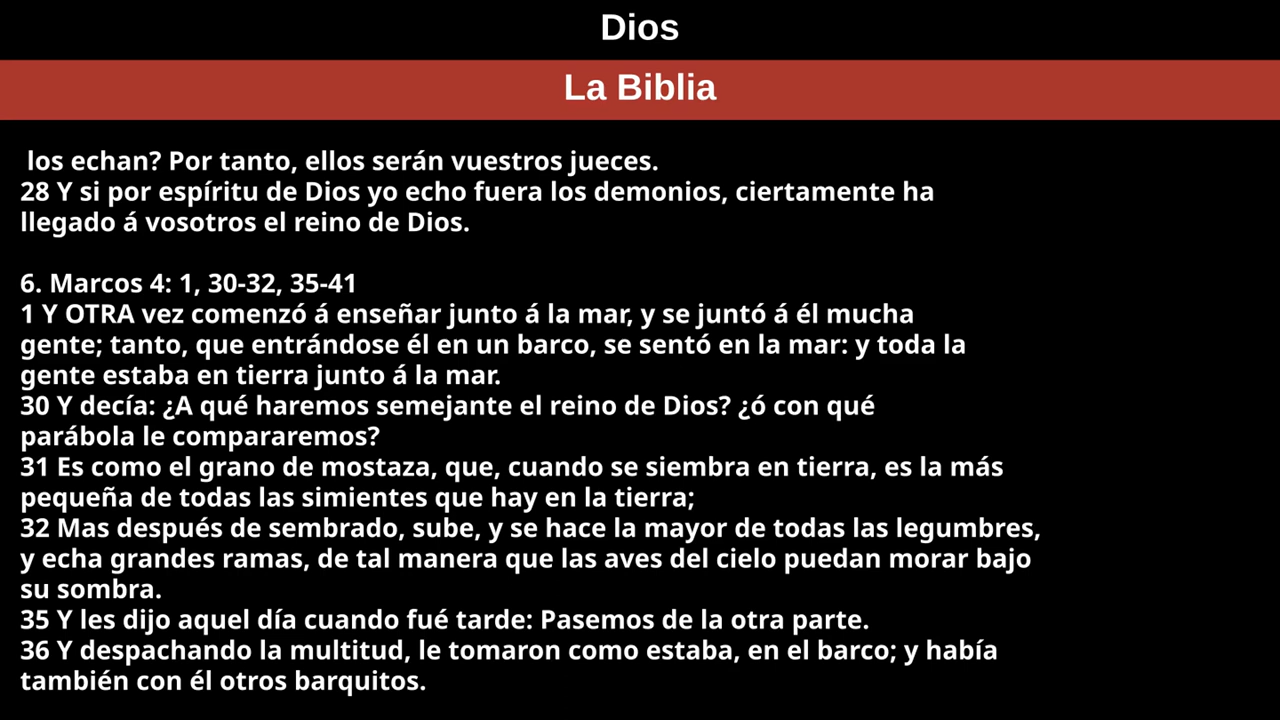 Dios
La Biblia
los echan? Por tanto, ellos serán vuestros jueces.
28 Y si por espíritu de Dios yo echo fuera los demonios, ciertamente ha
llegado á vosotros el reino de Dios.
6. Marcos 4: 1, 30-32, 35-41
1 Y OTRA vez comenzó á enseñar junto á la mar, y se juntó á él mucha
gente; tanto, que entrándose él en un barco, se sentó en la mar: y toda la
gente estaba en tierra junto á la mar.
30 Y decía: ¿A qué haremos semejante el reino de Dios? ¿ó con qué
parábola le compararemos?
31 Es como el grano de mostaza, que, cuando se siembra en tierra, es la más
pequeña de todas las simientes que hay en la tierra;
32 Mas después de sembrado, sube, y se hace la mayor de todas las legumbres,
y echa grandes ramas, de tal manera que las aves del cielo puedan morar bajo
su sombra.
35 Y les dijo aquel día cuando fué tarde: Pasemos de la otra parte.
36 Y despachando la multitud, le tomaron como estaba, en el barco; y había
también con él otros barquitos.